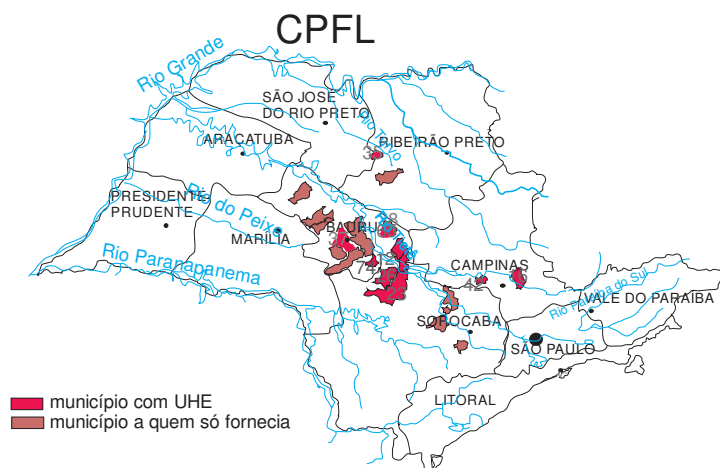 CPFL
Rio Grande
SÃO JOSÉ
DO RIO PRETO
ARAÇATUBA
RIBEIRÃO PRETO
PRESIDENTE
PRUDENTE
Rio do Peixe
BAURU
MARÍLIA
Rio Paranapanema
CAMPINAS
42
Rio Paraíba do Sul
VALE DO PARAÍBA
SOROCABA
SÃO PAULO
LITORAL
município com UHE
município a quem só fornecia